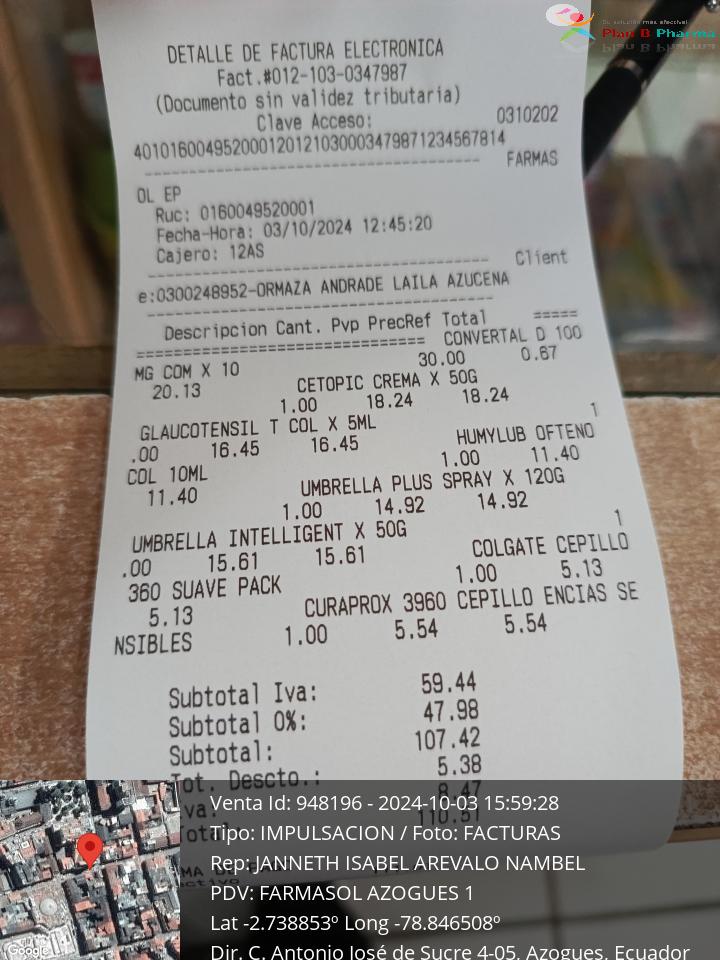 Su solución más efectiva!
Plan B Pharma
DETALLE DE FACTURA ELECTRONICA
Fact.#012-103-0347987
(Documento sin validez tributaria)
Clave Acceso: 0310202
401016004952000120121030003479871234567814
FARMAS
OL EP
Ruc: 0160049520001
Fecha-Hora: 03/10/2024 12:45:20
Cajero: 12AS
Client
e:0300248952-ORMAZA ANDRADE LAILA AZUCENA
Descripcion Cant. Pvp PrecRef Total =====
============================== CONVERTAL D 100
MG COM X 10 30.00 0.67
20.13 CETOPIC CREMA X 50G
1.00 18.24 18.24
GLAUCOTENSIL T COL X 5ML 1
.00 16.45 16.45 HUMYLUB OFTENO
COL 10ML 1.00 11.40
11.40 UMBRELLA PLUS SPRAY X 120G
1.00 14.92 14.92
UMBRELLA INTELLIGENT X 50G 1
.00 15.61 15.61 COLGATE CEPILLO
360 SUAVE PACK 1.00 5.13
5.13 CURAPROX 3960 CEPILLO ENCIAS SE
NSIBLES 1.00 5.54 5.54
Subtotal Iva: 59.44
Subtotal 0%: 47.98
Subtotal: 107.42
Tot. Descto.: 5.38
Iva: 8.47
Total 110.51
Venta Id: 948196 - 2024-10-03 15:59:28
Tipo: IMPULSACION / Foto: FACTURAS
Rep: JANNETH ISABEL AREVALO NAMBEL
PDV: FARMASOL AZOGUES 1
Lat -2.738853º Long -78.846508º
Dir. C. Antonio José de Sucre 4-05, Azogues, Ecuador
Google